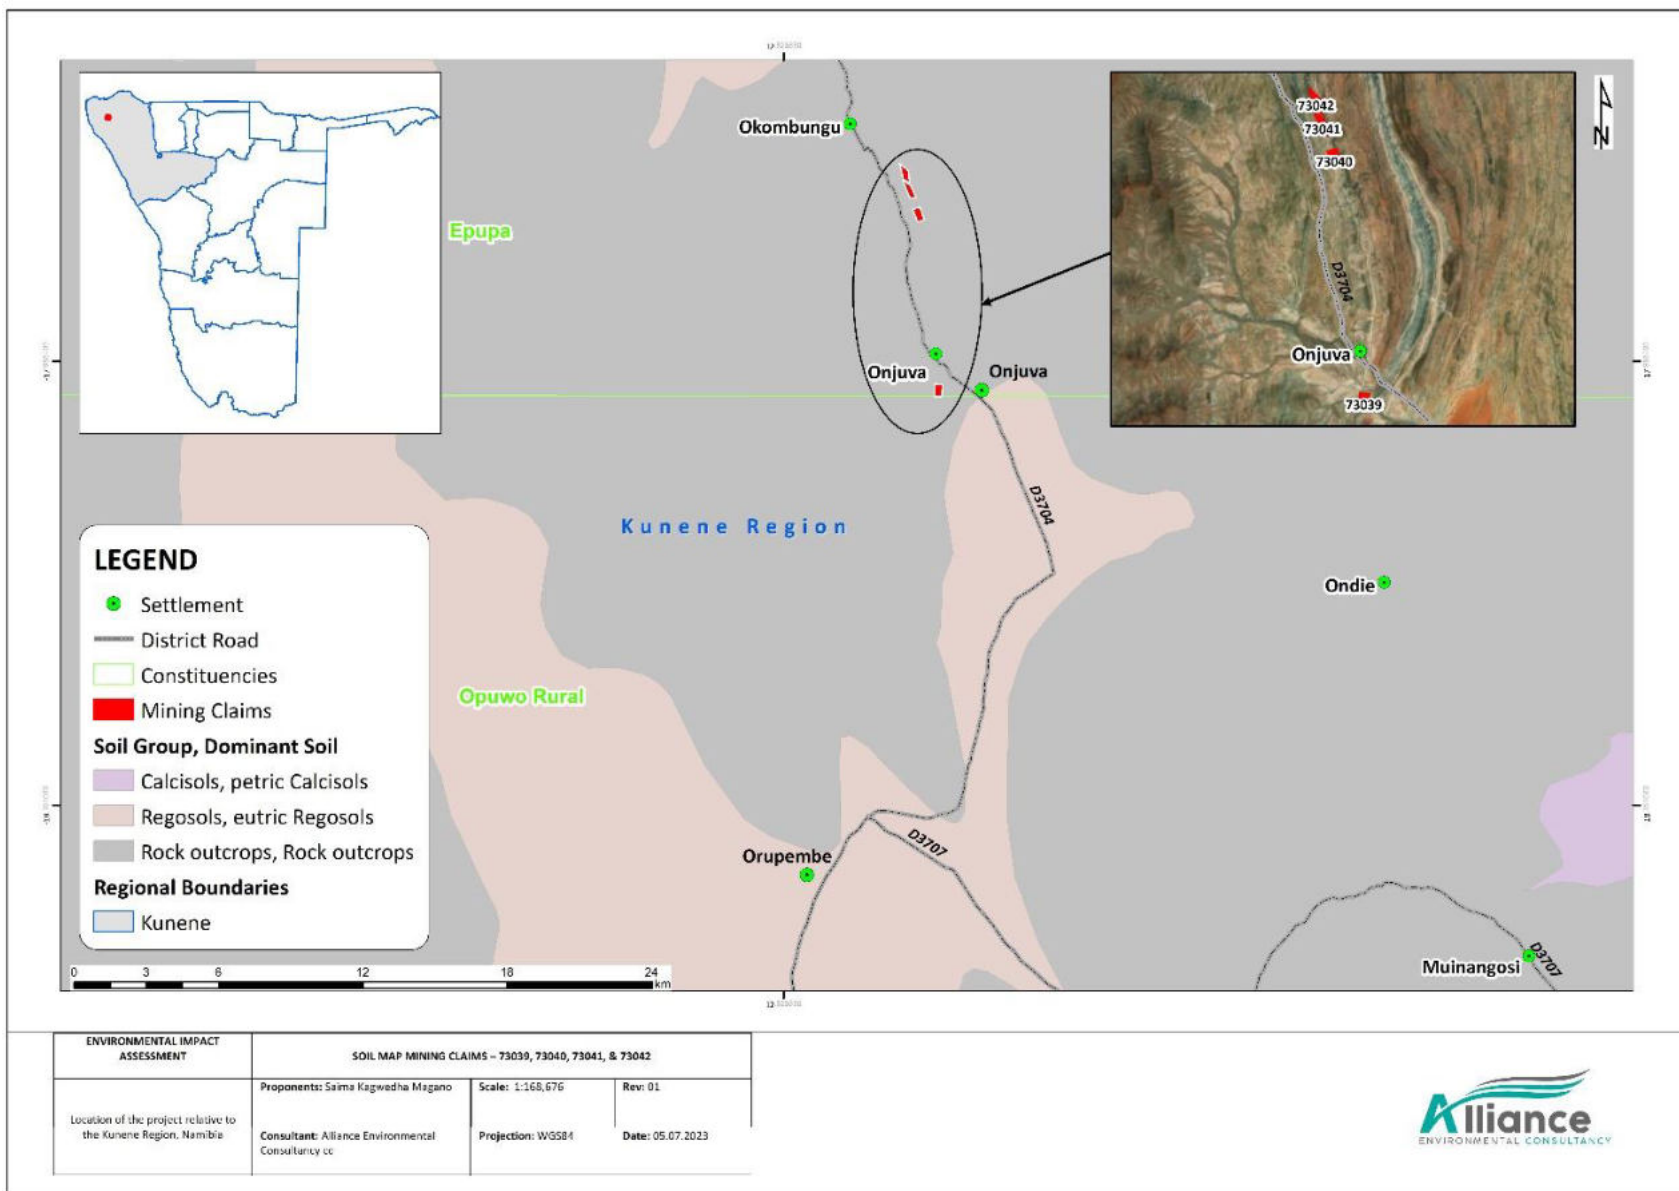 Okombungu
Epupa
Onjuva
Onjuva
Kunene Region
D3704
Ondie
Opuwo Rural
Orupembe
D3707
Muinangosi
D3707
73042
73041
73040
D3704
Onjuva
73039
N
LEGEND
Settlement
District Road
Constituencies
Mining Claims
Soil Group, Dominant Soil
Calcisols, petric Calcisols
Regosols, eutric Regosols
Rock outcrops, Rock outcrops
Regional Boundaries
Kunene
0 3 6 12 18 24
km
ENVIRONMENTAL IMPACT
ASSESSMENT
SOIL MAP MINING CLAIMS – 73039, 73040, 73041, & 73042
Location of the project relative to
the Kunene Region, Namibia
Proponents: Saima Kagwedha Magano
Scale: 1:168,676
Rev: 01
Consultant: Alliance Environmental
Consultancy cc
Projection: WGS84
Date: 05.07.2023
Alliance
ENVIRONMENTAL CONSULTANCY